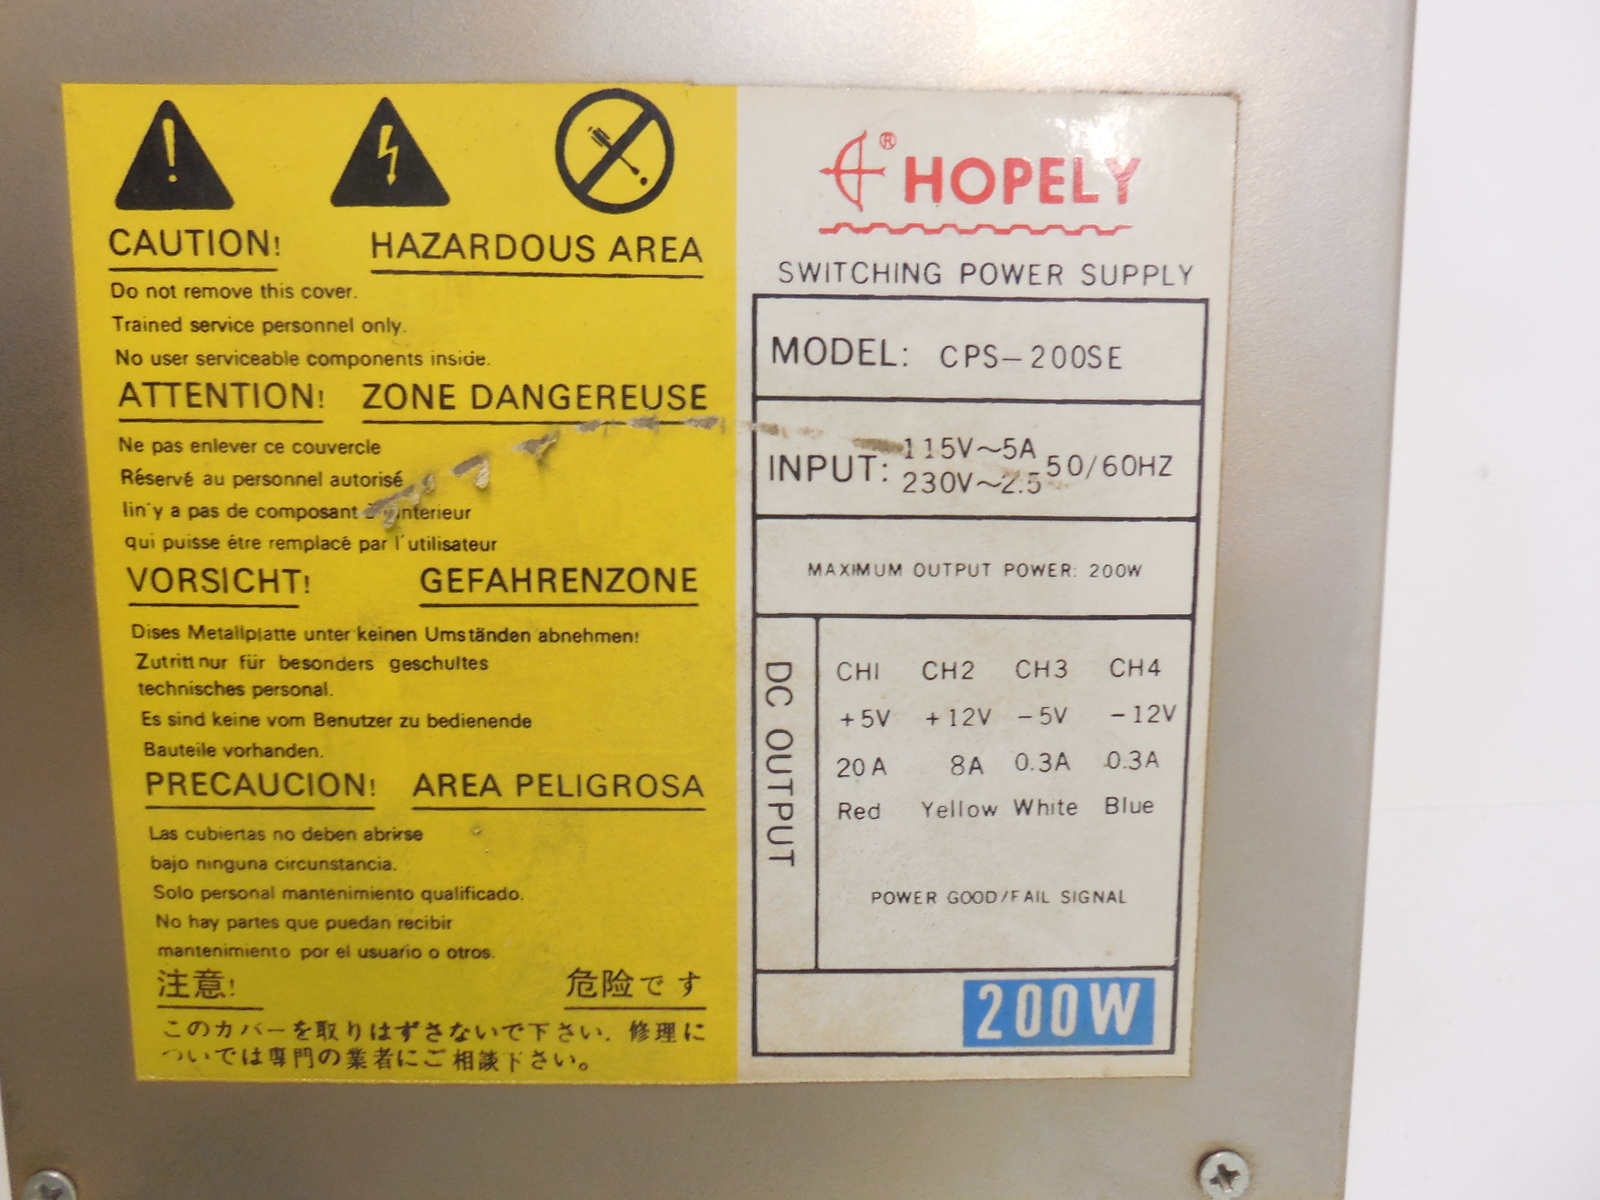 CAUTION! HAZARDOUS AREA
Do not remove this cover.
Trained service personnel only.
No user serviceable components inside.
ATTENTION! ZONE DANGEREUSE
Ne pas enlever ce couvercle
Réservé au personnel autorisé
Iin'y a pas de composant interieur
qui puisse étre remplacé par l'utilisateur
VORSICHT! GEFAHRENZONE
Dises Metallplatte unter keinen Umständen abnehmen!
Zutritt nur für besonders geschultes
technisches personal.
Es sind keine vom Benutzer zu bedienende
Bauteile vorhanden.
PRECAUCION! AREA PELIGROSA
Las cubiertas no deben abrirse
bajo ninguna circunstancia.
Solo personal mantenimiento qualificado.
No hay partes que puedan recibir
mantenimiento por el usuario o otros.
注意! 危险です
このカバーを取りはずさないで下さい. 修理に
ついては専門の業者にご相談下さい。
® HOPELY
SWITCHING POWER SUPPLY
MODEL: CPS-200SE
INPUT: 115V~5A 50/60HZ
230V~2.5
MAXIMUM OUTPUT POWER: 200W
DC OUTPUT
CH1 CH2 CH3 CH4
+5V +12V -5V -12V
20A 8A 0.3A 0.3A
Red Yellow White Blue
POWER GOOD/FAIL SIGNAL
200W